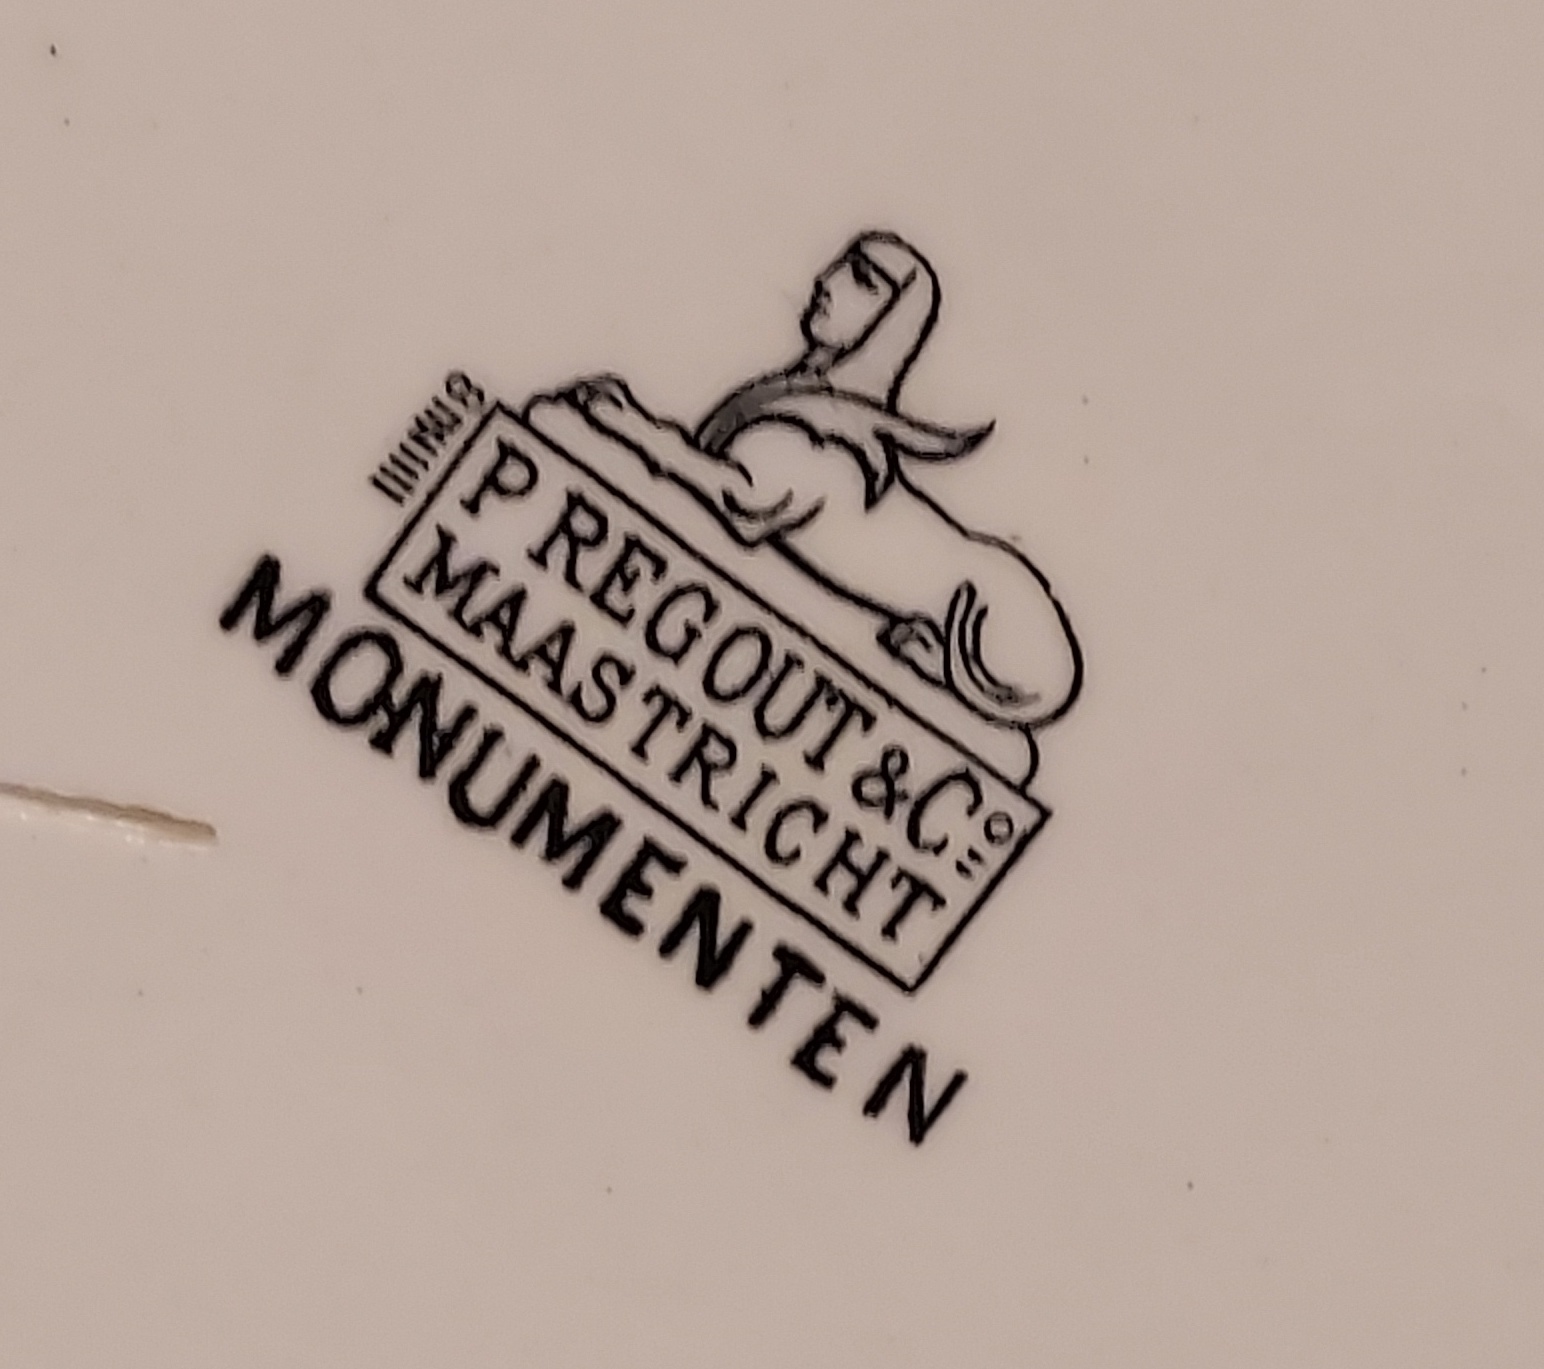 P REGOUT & Cº
MAASTRICHT
MONUMENTEN